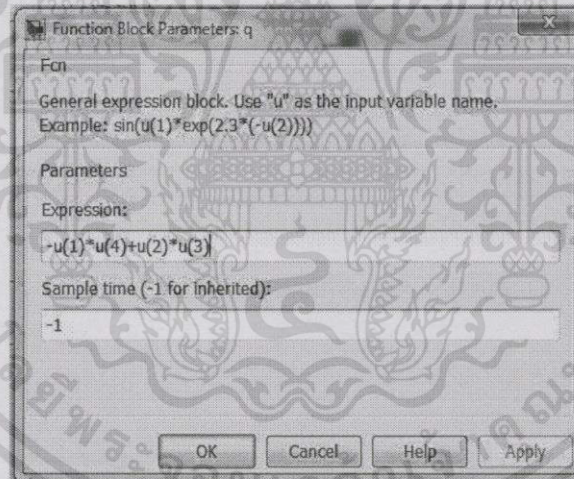 Function Block Parameters: q
Fcn
General expression block. Use "u" as the input variable name.
Example: sin(u(1)*exp(2.3*(-u(2))))
Parameters
Expression:
-u(1)*u(4)+u(2)*u(3)
Sample time (-1 for inherited):
-1
OK Cancel Help Apply